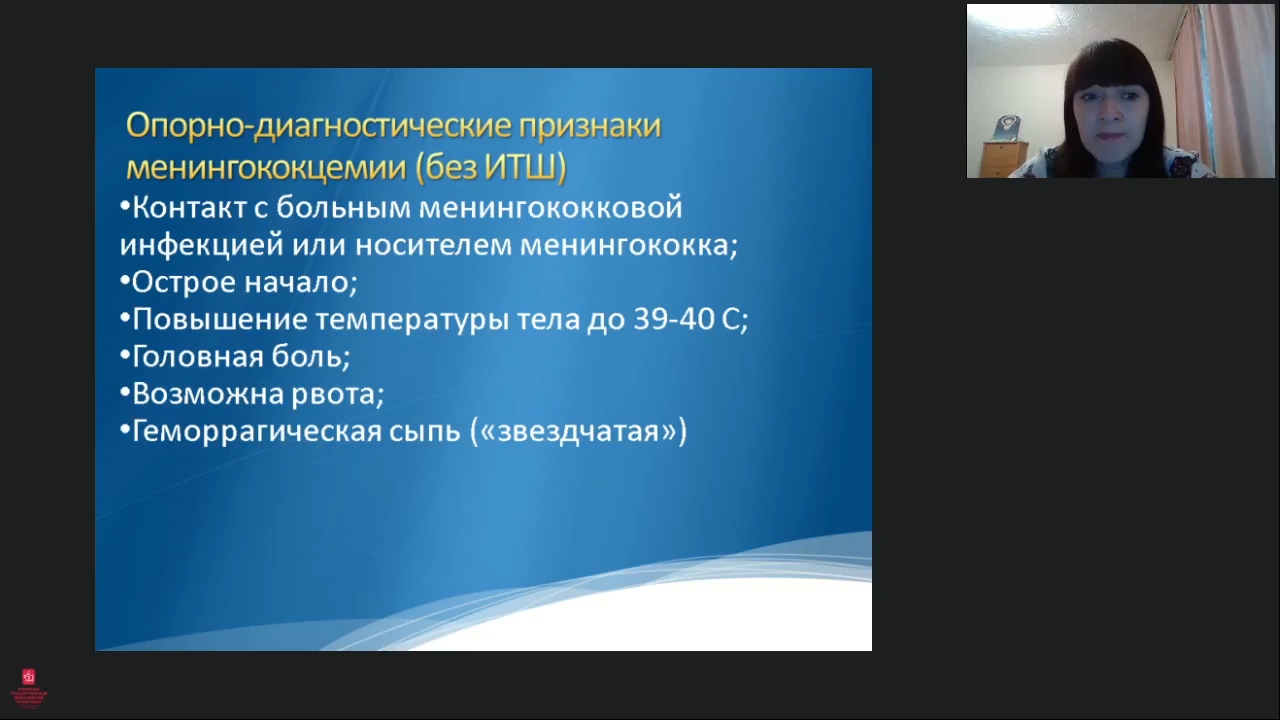 Опорно-диагностические признаки
менингококцемии (без ИТШ)
•Контакт с больным менингококковой
инфекцией или носителем менингококка;
•Острое начало;
•Повышение температуры тела до 39-40 С;
•Головная боль;
•Возможна рвота;
•Геморрагическая сыпь («звездчатая»)